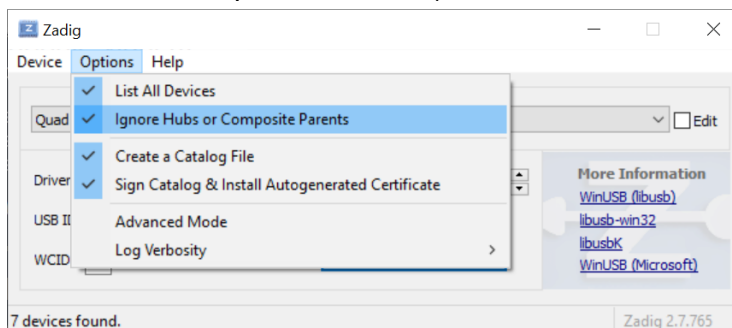 Zadig
Device Options Help
List All Devices
Quad Ignore Hubs or Composite Parents Edit
Create a Catalog File
Driver Sign Catalog & Install Autogenerated Certificate
More Information
WinUSB (libusb)
USB Advanced Mode
libusb-win32
Log Verbosity
libusbK
WCID
WinUSB (Microsoft)
7 devices found. Zadig 2.7.765